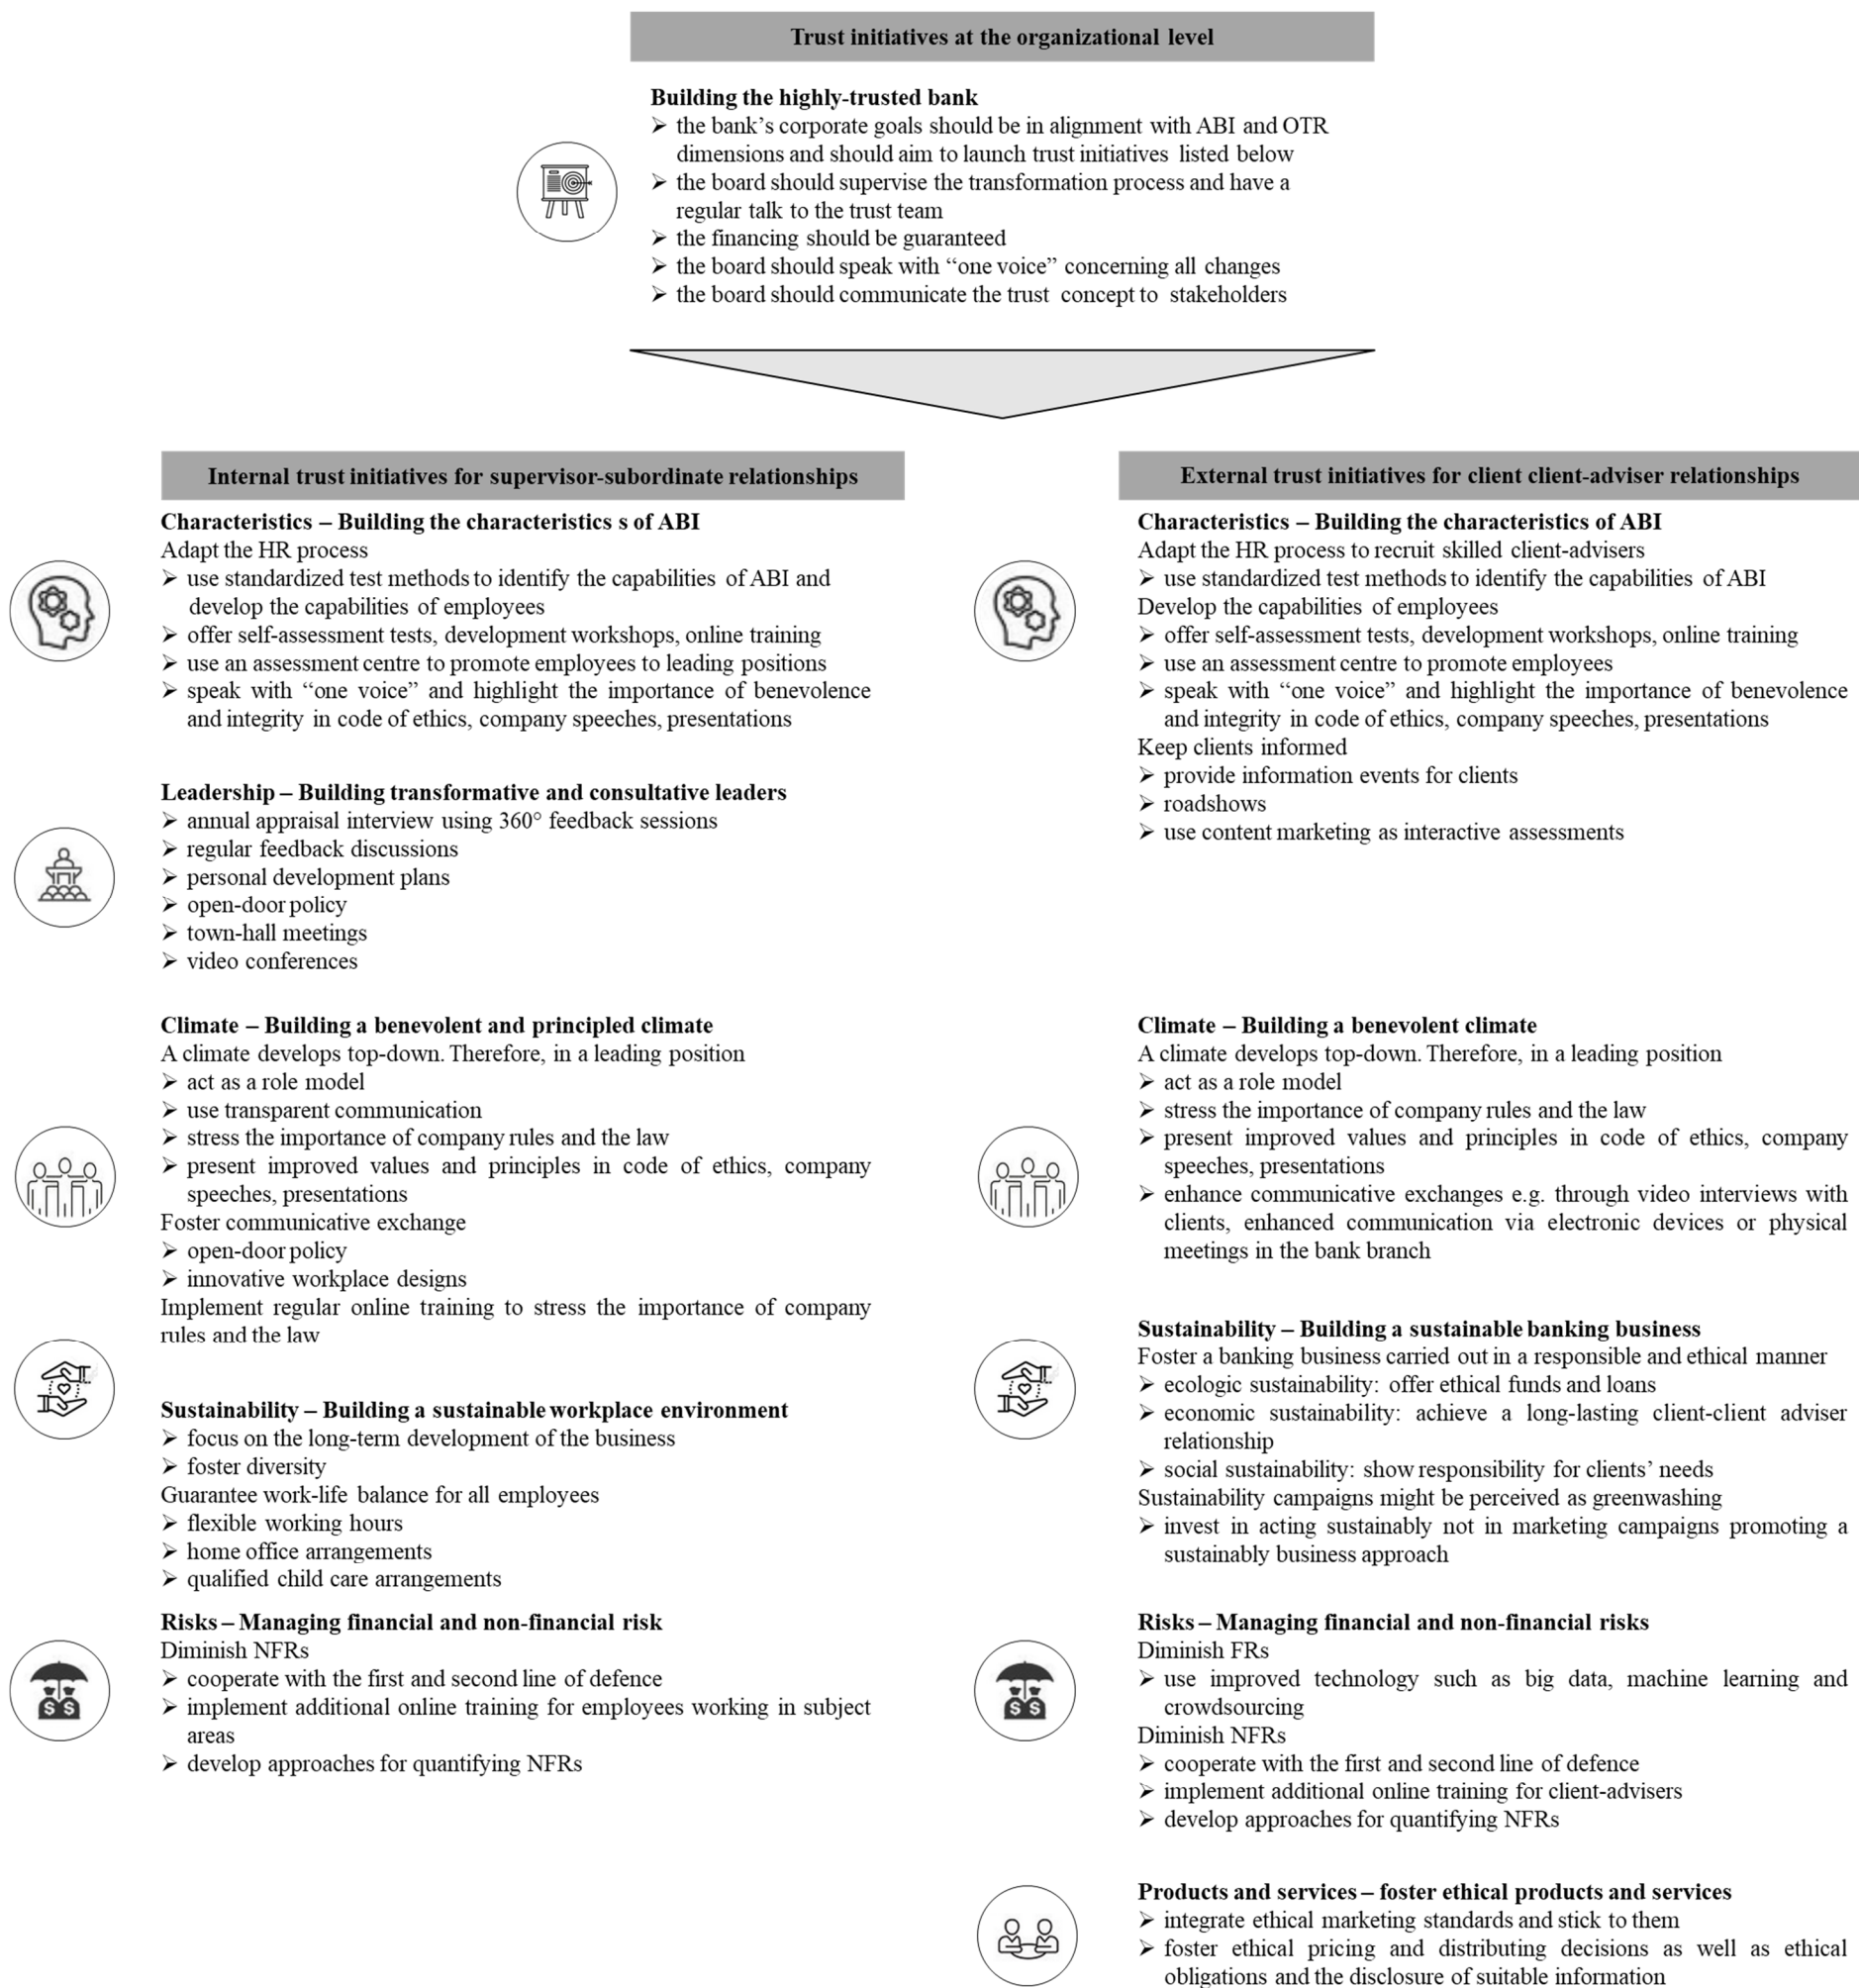 Trust initiatives at the organizational level
Building the highly-trusted bank
➢ the bank's corporate goals should be in alignment with ABI and OTR
dimensions and should aim to launch trust initiatives listed below
➢ the board should supervise the transformation process and have a
regular talk to the trust team
➢ the financing should be guaranteed
➢ the board should speak with “one voice” concerning all changes
➢ the board should communicate the trust concept to stakeholders
Internal trust initiatives for supervisor-subordinate relationships
Characteristics – Building the characteristics s of ABI
Adapt the HR process
➢ use standardized test methods to identify the capabilities of ABI and
develop the capabilities of employees
➢ offer self-assessment tests, development workshops, online training
➢ use an assessment centre to promote employees to leading positions
➢ speak with “one voice” and highlight the importance of benevolence
and integrity in code of ethics, company speeches, presentations
Leadership – Building transformative and consultative leaders
➢ annual appraisal interview using 360° feedback sessions
➢ regular feedback discussions
➢ personal development plans
➢ open-door policy
➢ town-hall meetings
➢ video conferences
Climate – Building a benevolent and principled climate
A climate develops top-down. Therefore, in a leading position
➢ act as a role model
➢ use transparent communication
➢ stress the importance of company rules and the law
➢ present improved values and principles in code of ethics, company
speeches, presentations
Foster communicative exchange
➢ open-door policy
➢ innovative workplace designs
Implement regular online training to stress the importance of company
rules and the law
Sustainability – Building a sustainable workplace environment
➢ focus on the long-term development of the business
➢ foster diversity
Guarantee work-life balance for all employees
➢ flexible working hours
➢ home office arrangements
➢ qualified child care arrangements
Risks – Managing financial and non-financial risk
Diminish NFRs
➢ cooperate with the first and second line of defence
➢ implement additional online training for employees working in subject
areas
➢ develop approaches for quantifying NFRs
$ $
External trust initiatives for client client-adviser relationships
Characteristics – Building the characteristics of ABI
Adapt the HR process to recruit skilled client-advisers
➢ use standardized test methods to identify the capabilities of ABI
Develop the capabilities of employees
➢ offer self-assessment tests, development workshops, online training
➢ use an assessment centre to promote employees
➢ speak with “one voice” and highlight the importance of benevolence
and integrity in code of ethics, company speeches, presentations
Keep clients informed
➢ provide information events for clients
➢ roadshows
➢ use content marketing as interactive assessments
Climate – Building a benevolent climate
A climate develops top-down. Therefore, in a leading position
➢ act as a role model
➢ stress the importance of company rules and the law
➢ present improved values and principles in code of ethics, company
speeches, presentations
➢ enhance communicative exchanges e.g. through video interviews with
clients, enhanced communication via electronic devices or physical
meetings in the bank branch
Sustainability – Building a sustainable banking business
Foster a banking business carried out in a responsible and ethical manner
➢ ecologic sustainability: offer ethical funds and loans
➢ economic sustainability: achieve a long-lasting client-client adviser
relationship
➢ social sustainability: show responsibility for clients' needs
Sustainability campaigns might be perceived as greenwashing
➢ invest in acting sustainably not in marketing campaigns promoting a
sustainably business approach
Risks – Managing financial and non-financial risks
Diminish FRs
➢ use improved technology such as big data, machine learning and
crowdsourcing
Diminish NFRs
➢ cooperate with the first and second line of defence
➢ implement additional online training for client-advisers
➢ develop approaches for quantifying NFRs
$ $
Products and services – foster ethical products and services
➢ integrate ethical marketing standards and stick to them
➢ foster ethical pricing and distributing decisions as well as ethical
obligations and the disclosure of suitable information